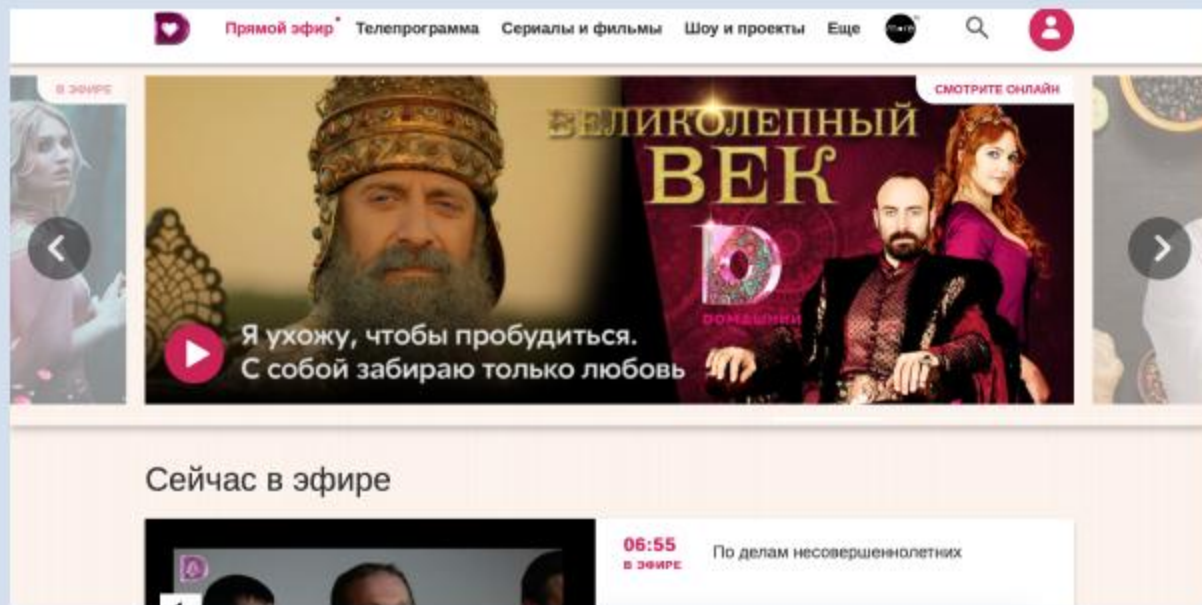 Прямой эфир
Телепрограмма
Сериалы и фильмы
Шоу и проекты
Еще
more
В ЭФИРЕ
СМОТРИТЕ ОНЛАЙН
ВЕЛИКОЛЕПНЫЙ
ВЕК
ДОМАШНИЙ
Я ухожу, чтобы пробудиться.
С собой забираю только любовь
Сейчас в эфире
06:55
В ЭФИРЕ
По делам несовершеннолетних